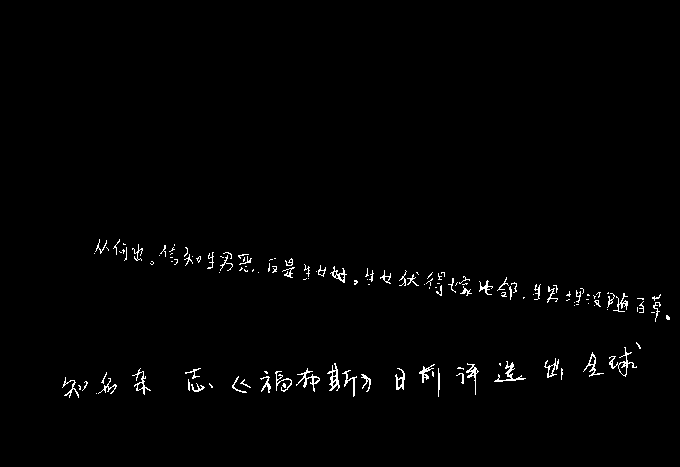 从何出。信知生男恶，反是生女好。生女犹得嫁比邻，生男埋没随百草。
知名杂志《福布斯》日前评选出全球